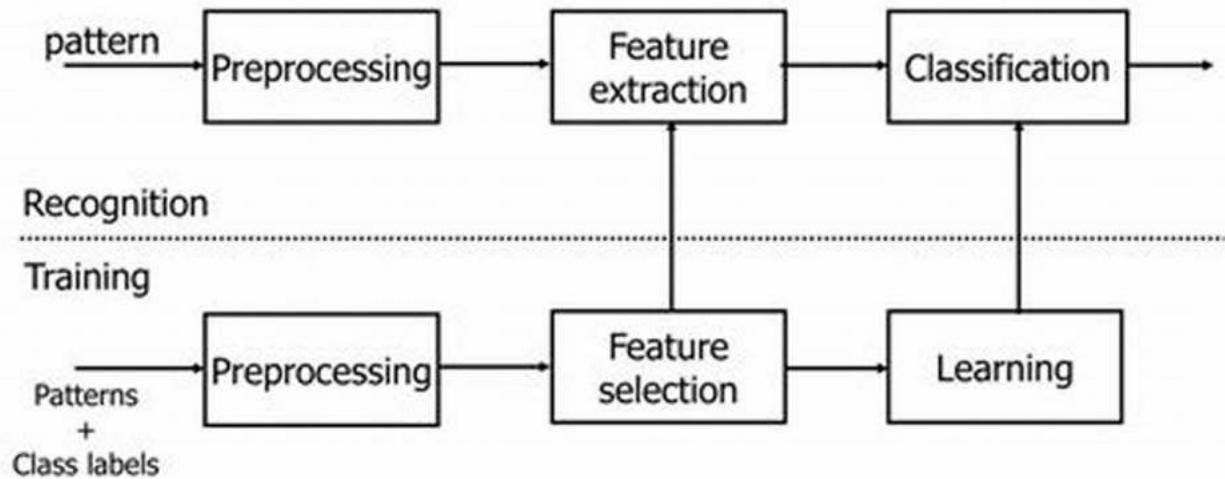 pattern
Preprocessing
Feature
extraction
Classification
Recognition
Training
Patterns
+
Class labels
Preprocessing
Feature
selection
Learning